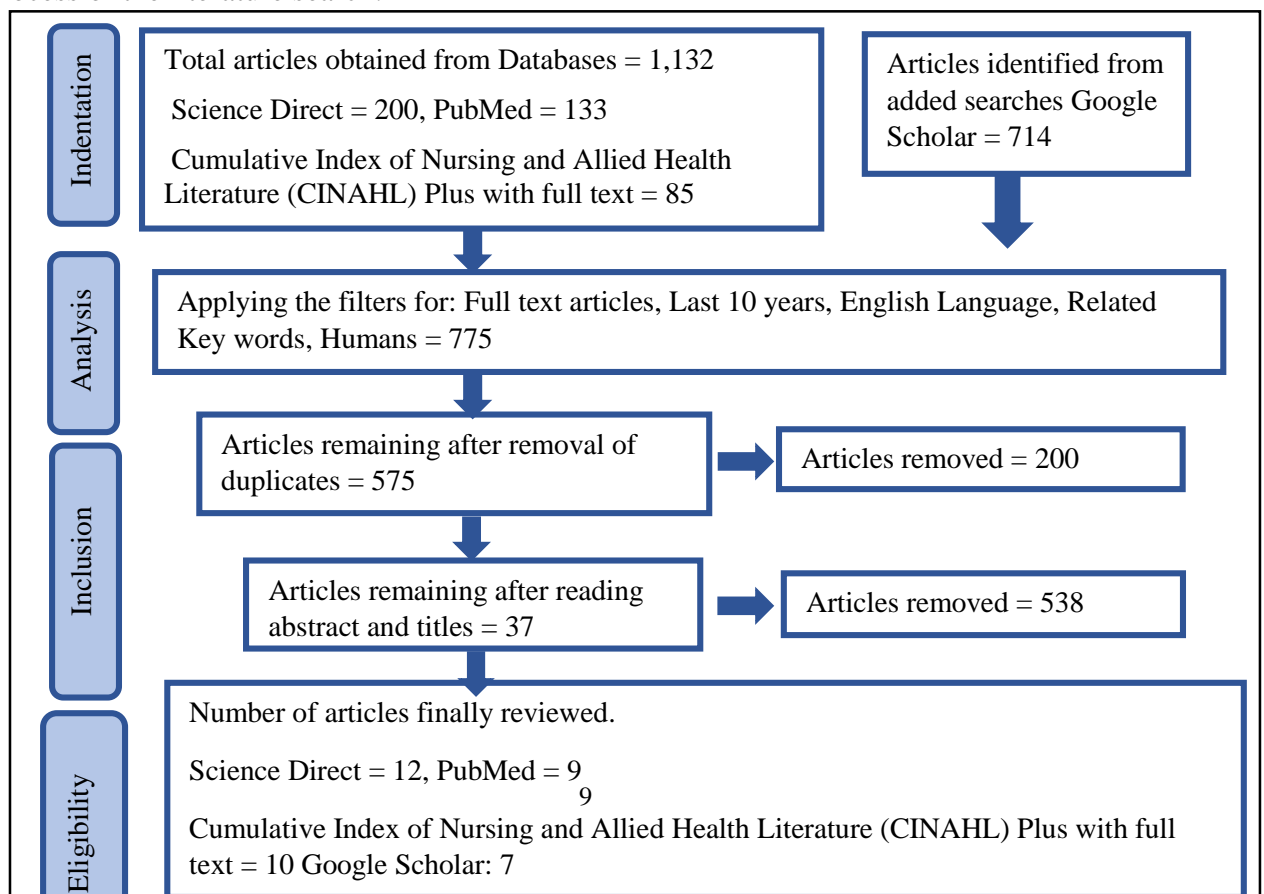 Indentation
Total articles obtained from Databases = 1,132
Science Direct = 200, PubMed = 133
Cumulative Index of Nursing and Allied Health
Literature (CINAHL) Plus with full text = 85
Articles identified from
added searches Google
Scholar = 714
Analysis
Applying the filters for: Full text articles, Last 10 years, English Language, Related
Key words, Humans = 775
Inclusion
Articles remaining after removal of
duplicates = 575
Articles removed = 200
Articles remaining after reading
abstract and titles = 37
Articles removed = 538
Eligibility
Number of articles finally reviewed.
Science Direct = 12, PubMed = 9
9
Cumulative Index of Nursing and Allied Health Literature (CINAHL) Plus with full
text = 10 Google Scholar: 7